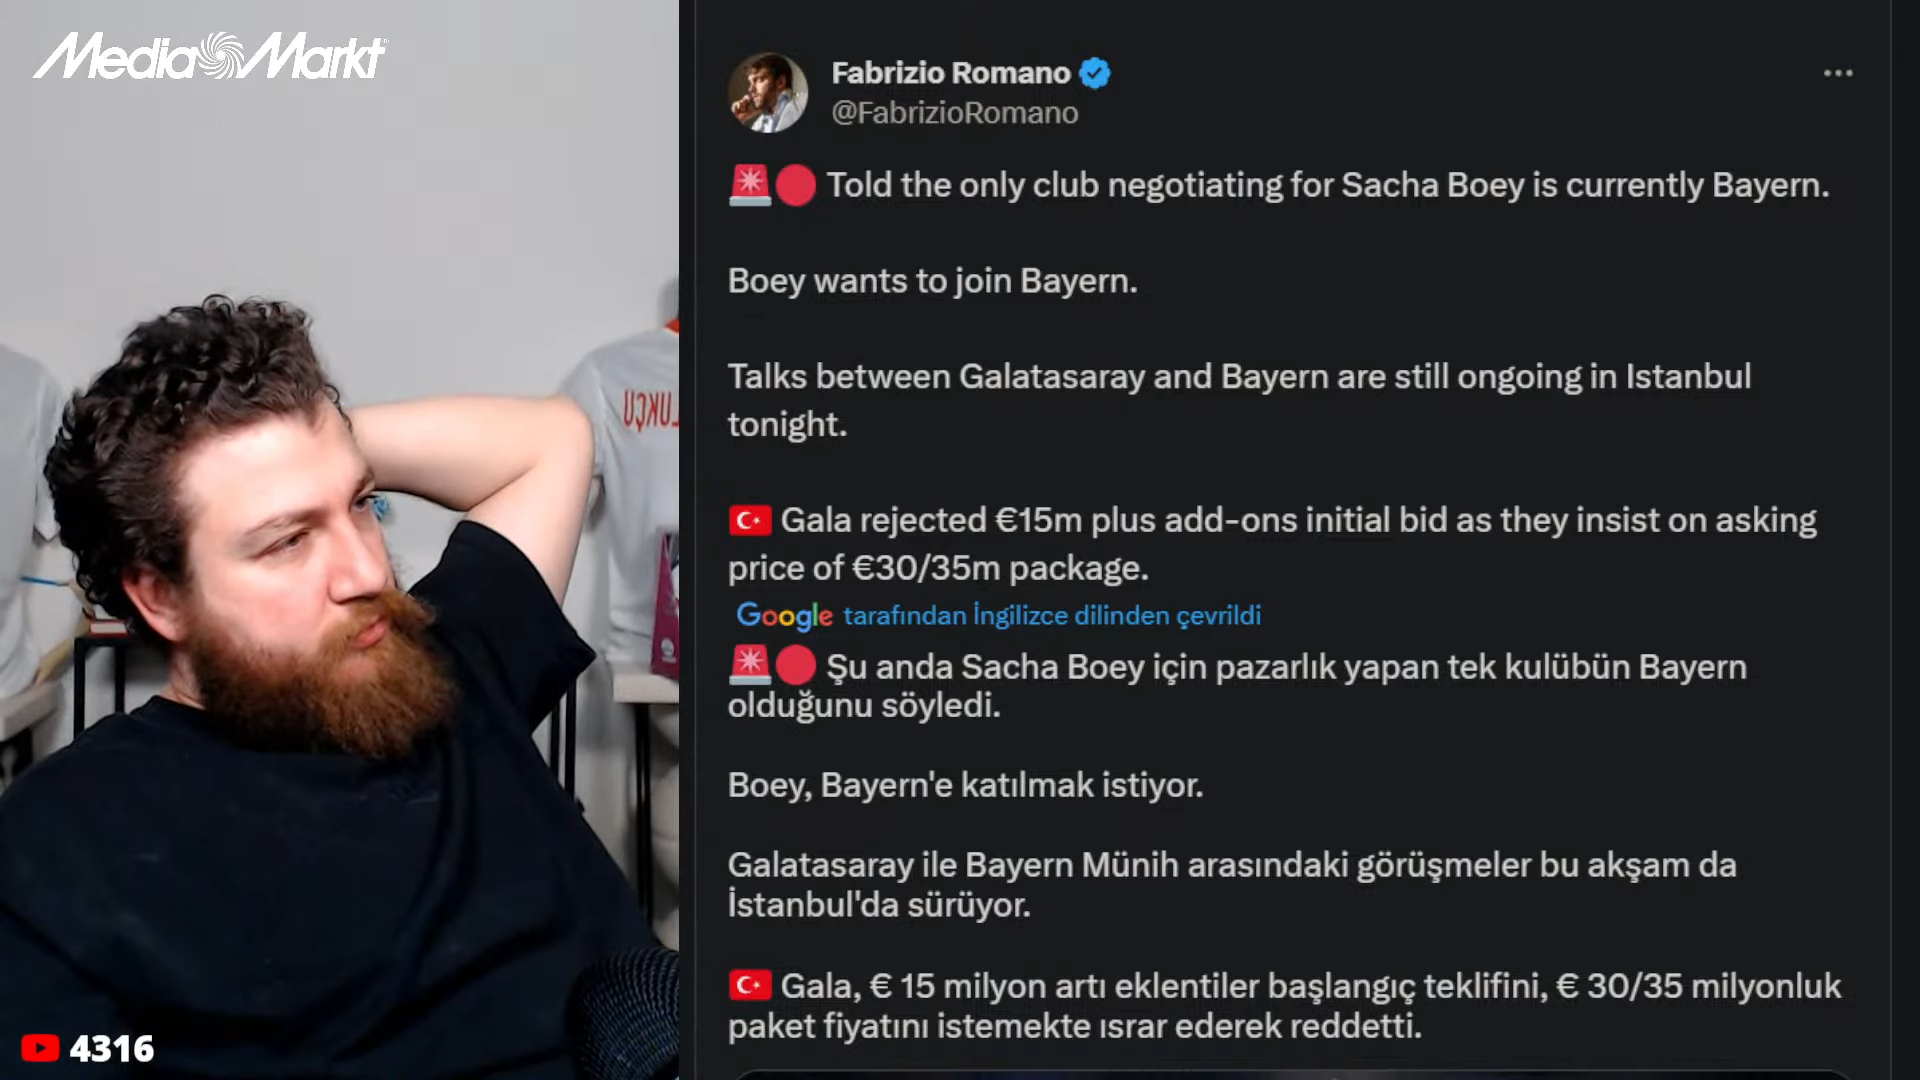 MediaMarkt
Fabrizio Romano
@FabrizioRomano
Told the only club negotiating for Sacha Boey is currently Bayern.
Boey wants to join Bayern.
Talks between Galatasaray and Bayern are still ongoing in Istanbul
tonight.
Gala rejected €15m plus add-ons initial bid as they insist on asking
price of €30/35m package.
Google tarafından İngilizce dilinden çevrildi
Şu anda Sacha Boey için pazarlık yapan tek kulübün Bayern
olduğunu söyledi.
Boey, Bayern'e katılmak istiyor.
Galatasaray ile Bayern Münih arasındaki görüşmeler bu akşam da
İstanbul'da sürüyor.
Gala, € 15 milyon artı eklentiler başlangıç teklifini, € 30/35 milyonluk
paket fiyatını istemekte ısrar ederek reddetti.
4316